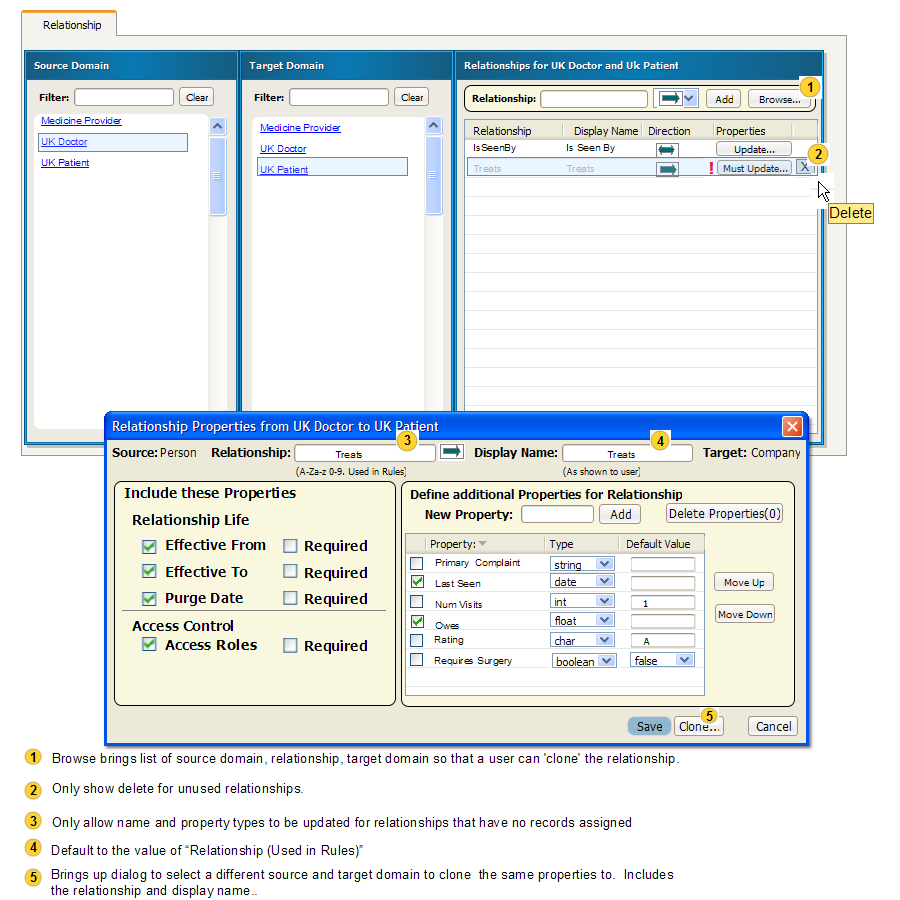 Relationship
Source Domain
Filter: Clear
Medicine Provider
UK Doctor
UK Patient
Target Domain
Filter: Clear
Medicine Provider
UK Doctor
UK Patient
Relationships for UK Doctor and Uk Patient
1
Relationship: Add Browse...
Relationship Display Name Direction Properties
IsSeenBy Is Seen By Update...
2
Treats Treats ! Must Update... X
Delete
Relationship Properties from UK Doctor to UK Patient
3 4
Source: Person Relationship: Treats Display Name: Treats Target: Company
(A-Za-z 0-9. Used in Rules) (As shown to user)
Include these Properties
Relationship Life
Effective From Required
Effective To Required
Purge Date Required
Access Control
Access Roles Required
Define additional Properties for Relationship
New Property: Add Delete Properties(0)
Property: Type Default Value
Primary Complaint string
Last Seen date
Num Visits int 1
Owes float
Rating char A
Requires Surgery boolean false
Move Up
Move Down
5
Save Clone... Cancel
1 Browse brings list of source domain, relationship, target domain so that a user can 'clone' the relationship.
2 Only show delete for unused relationships.
3 Only allow name and property types to be updated for relationships that have no records assigned
4 Default to the value of “Relationship (Used in Rules)”
5 Brings up dialog to select a different source and target domain to clone the same properties to. Includes
the relationship and display name..